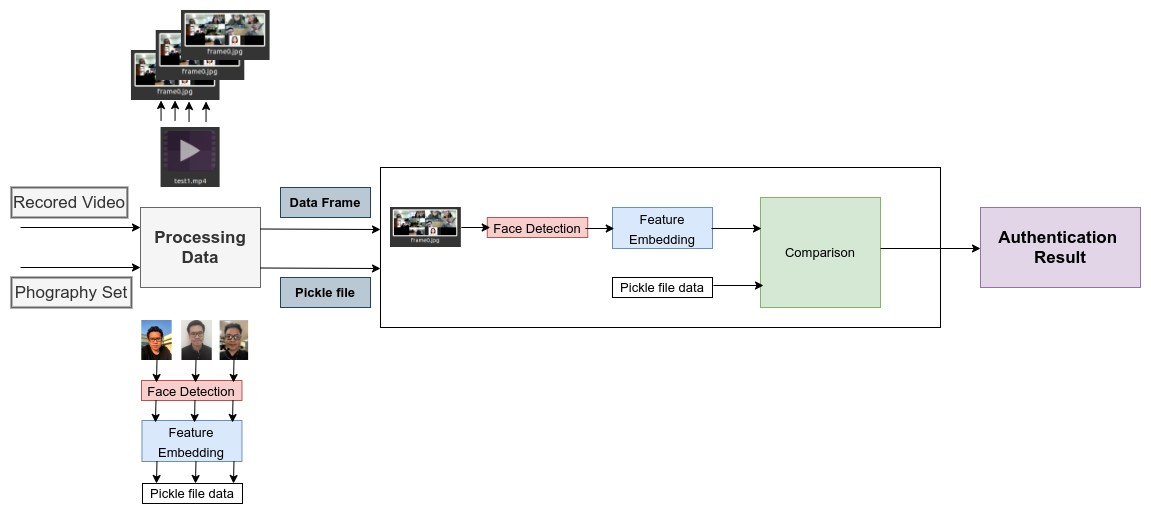 frame0.jpg
frame0.jpg
frame0.jpg
test1.mp4
Recored Video
Phography Set
Processing
Data
Data Frame
Pickle file
frame0.jpg
Face Detection
Feature
Embedding
Pickle file data
Comparison
Authentication
Result
Face Detection
Feature
Embedding
Pickle file data